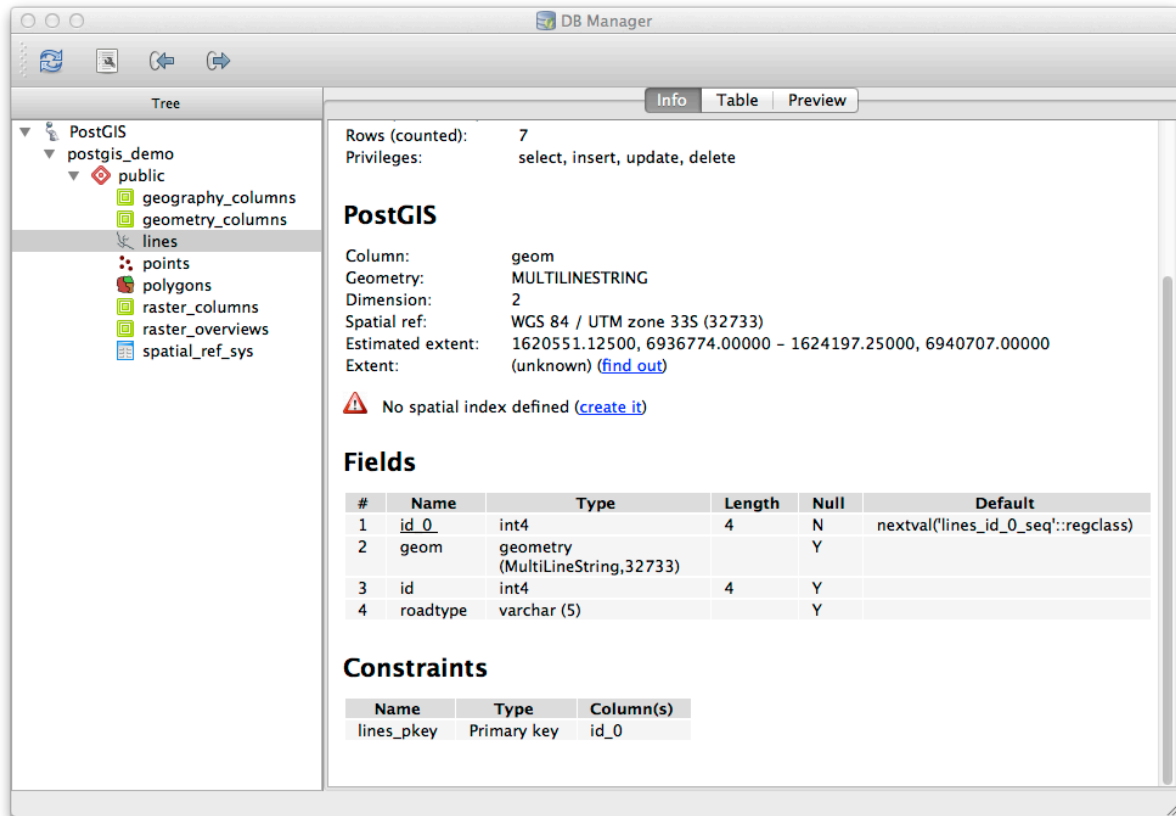 DB Manager
Tree
Info Table Preview
PostGIS
postgis_demo
public
geography_columns
geometry_columns
lines
points
polygons
raster_columns
raster_overviews
spatial_ref_sys
Rows (counted): 7
Privileges: select, insert, update, delete
PostGIS
Column: geom
Geometry: MULTILINESTRING
Dimension: 2
Spatial ref: WGS 84 / UTM zone 33S (32733)
Estimated extent: 1620551.12500, 6936774.00000 – 1624197.25000, 6940707.00000
Extent: (unknown) (find out)
No spatial index defined (create it)
Fields
# Name Type Length Null Default
1 id_0 int4 4 N nextval('lines_id_0_seq'::regclass)
2 geom geometry Y
(MultiLineString,32733)
3 id int4 4 Y
4 roadtype varchar (5) Y
Constraints
Name Type Column(s)
lines_pkey Primary key id_0